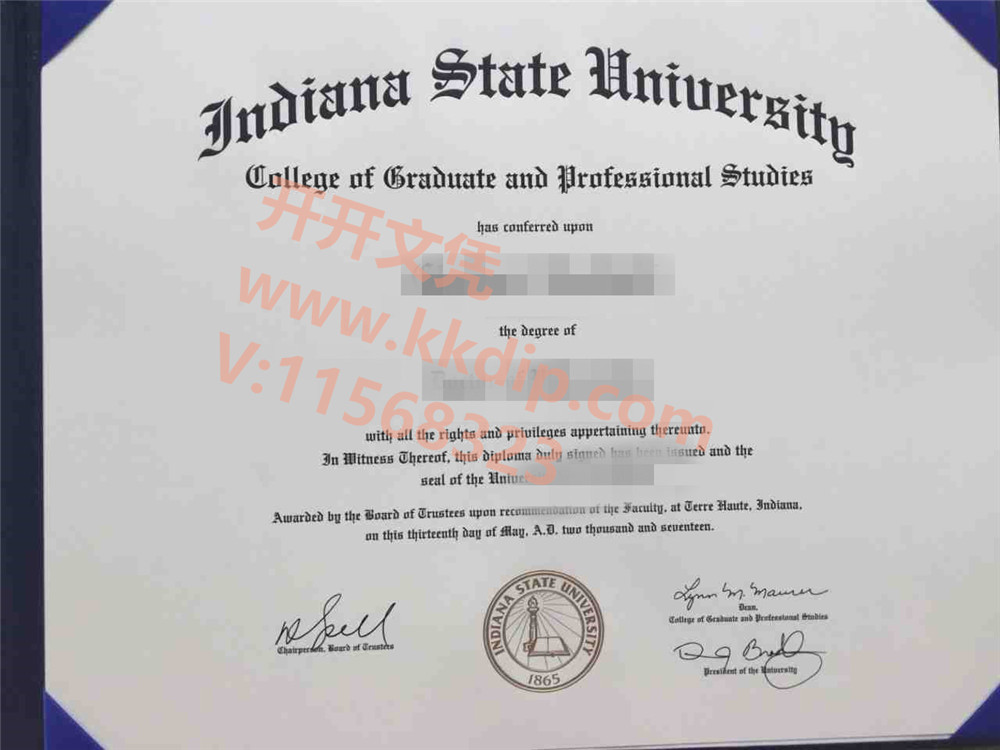 Indiana State University
College of Graduate and Professional Studies
has conferred upon
开开文凭
www.kkdip.com
V:11568323
the degree of
with all the rights and privileges appertaining thereunto.
In Witness Thereof, this diploma duly signed has been issued and the
seal of the
Awarded by the Board of Trustees upon recommendation of the Faculty, at Terre Haute, Indiana,
on this thirteenth day of May, A.D. two thousand and seventeen.
INDIANA STATE UNIVERSITY
1865
Chairperson, Board of Trustees
Lynn M. Maurer
Dean,
College of Graduate and Professional Studies
President of the University